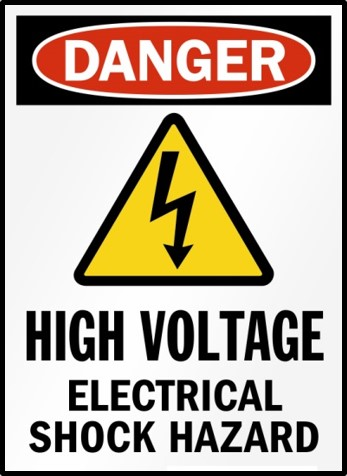 DANGER
HIGH VOLTAGE
ELECTRICAL
SHOCK HAZARD